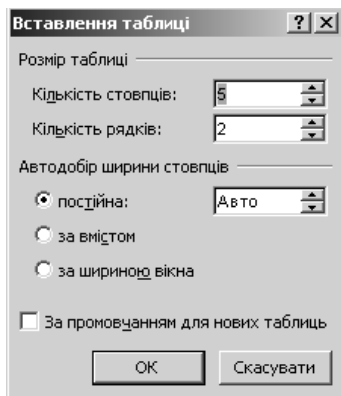 Вставлення таблиці
Розмір таблиці
Кількість стовпців: 5
Кількість рядків: 2
Автодобір ширини стовпців
постійна: Авто
за вмістом
за шириною вікна
За промовчанням для нових таблиць
ОК Скасувати